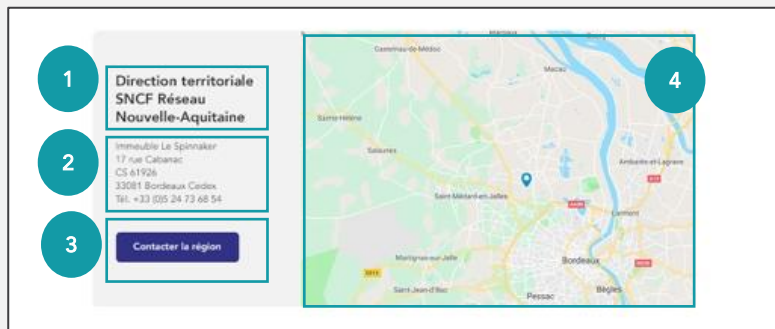 1
Direction territoriale
SNCF Réseau
Nouvelle-Aquitaine
2
Immeuble Le Spinnaker
17 rue Cabanac
CS 61926
33081 Bordeaux Cedex
Tél. +33 (0)5 24 73 68 54
3
Contacter la région
4
Castelnau-de-Médoc
Macau
Sainte-Hélène
Salaunes
Ambarès-et-Lagrave
Saint-Médard-en-Jalles
Lormont
Martignas-sur-Jalle
Bordeaux
Saint-Jean-d'Illac
Pessac
Bègles